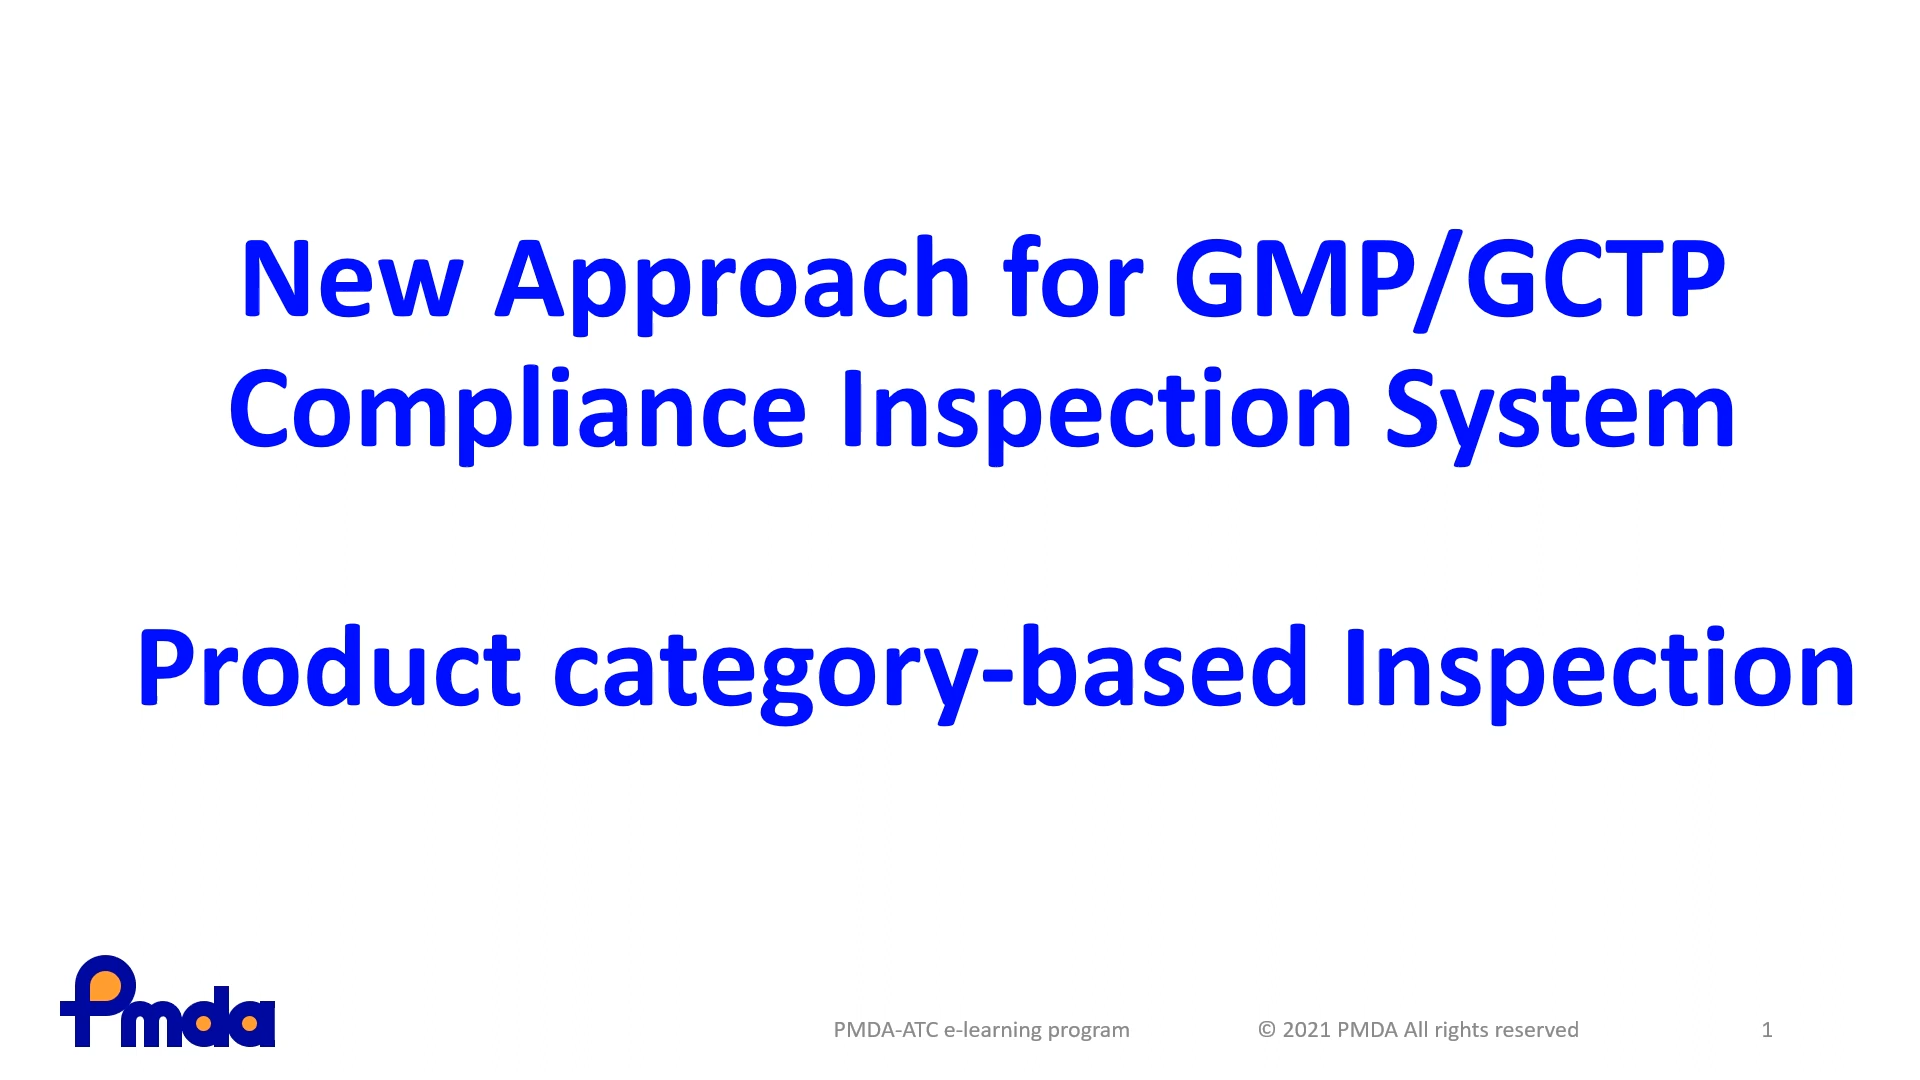 New Approach for GMP/GCTP
Compliance Inspection System
Product category-based Inspection
Pmda
PMDA-ATC e-learning program
© 2021 PMDA All rights reserved
1